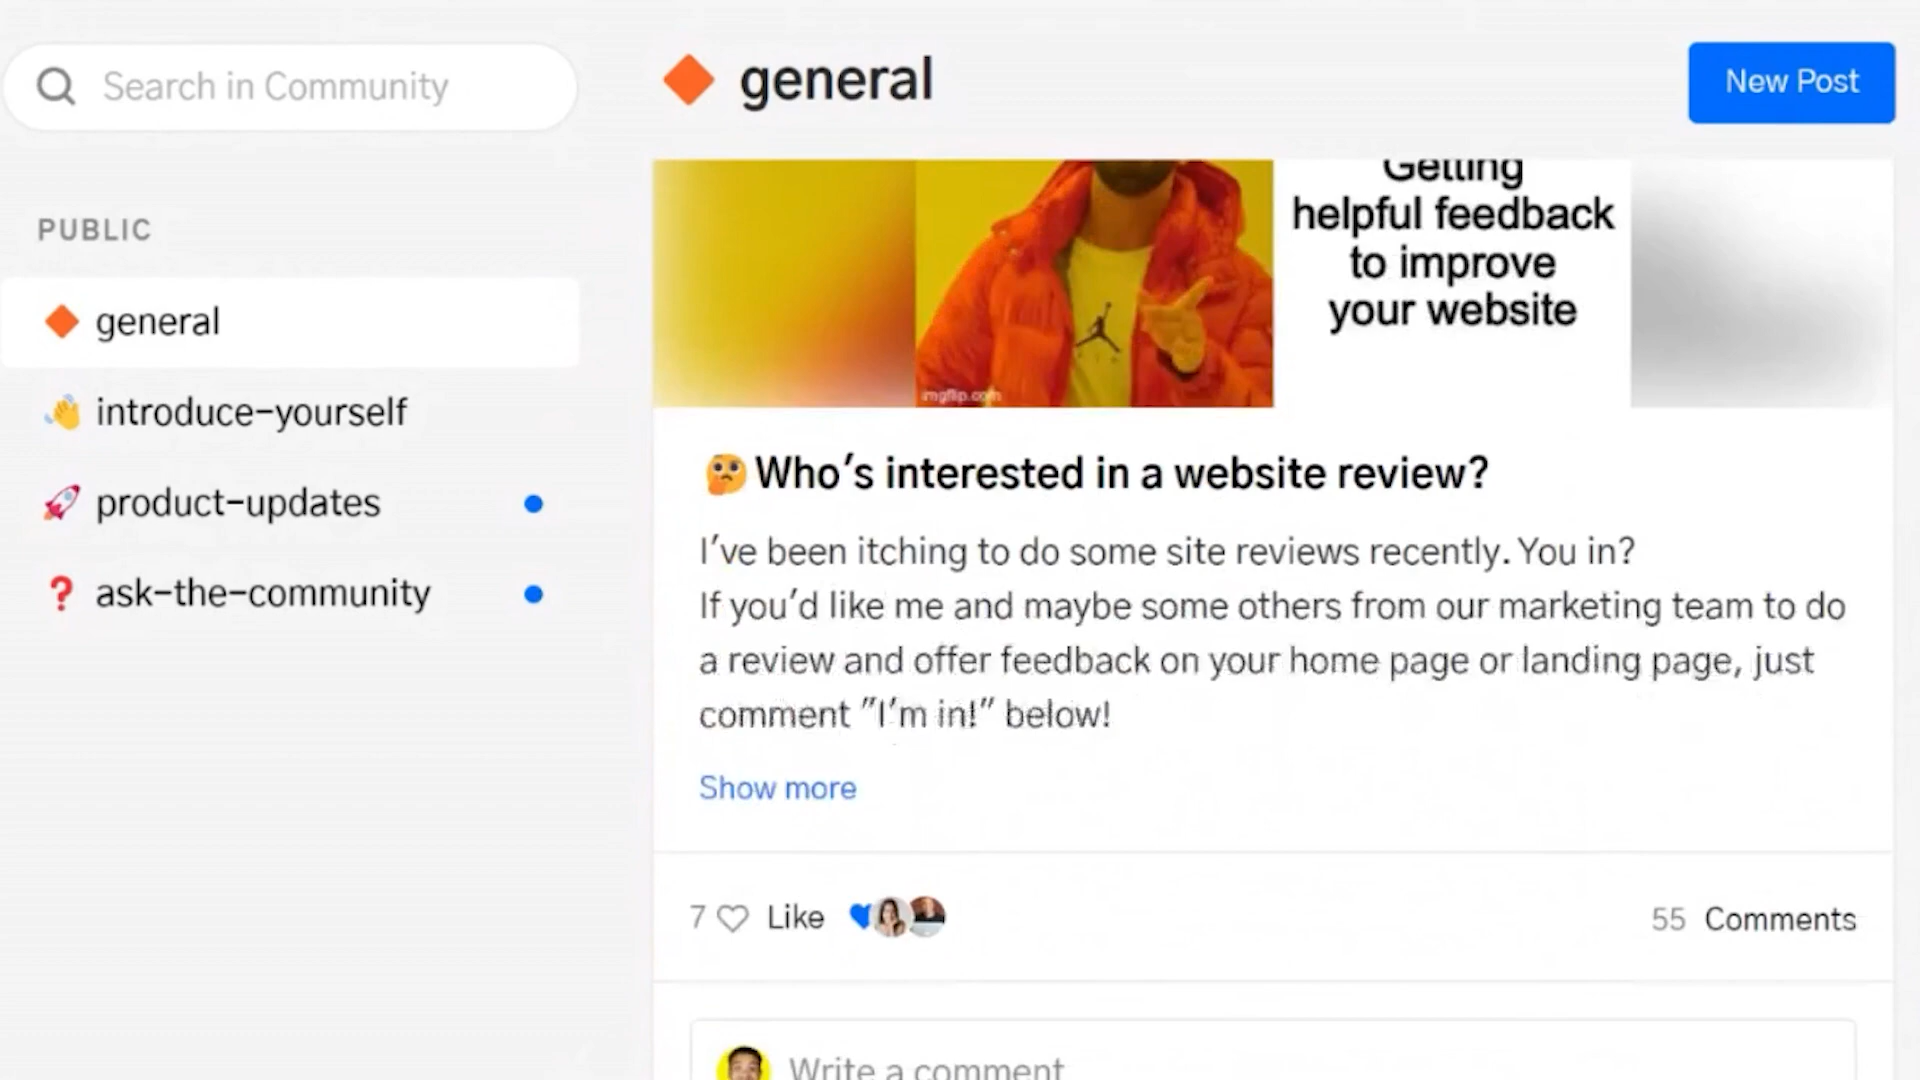 Search in Community
general
New Post
PUBLIC
general
introduce-yourself
product-updates
ask-the-community
Getting
helpful feedback
to improve
your website
imgflip.com
Who's interested in a website review?
I've been itching to do some site reviews recently. You in?
If you'd like me and maybe some others from our marketing team to do
a review and offer feedback on your home page or landing page, just
comment "I'm in!" below!
Show more
7 Like
55 Comments
Write a comment